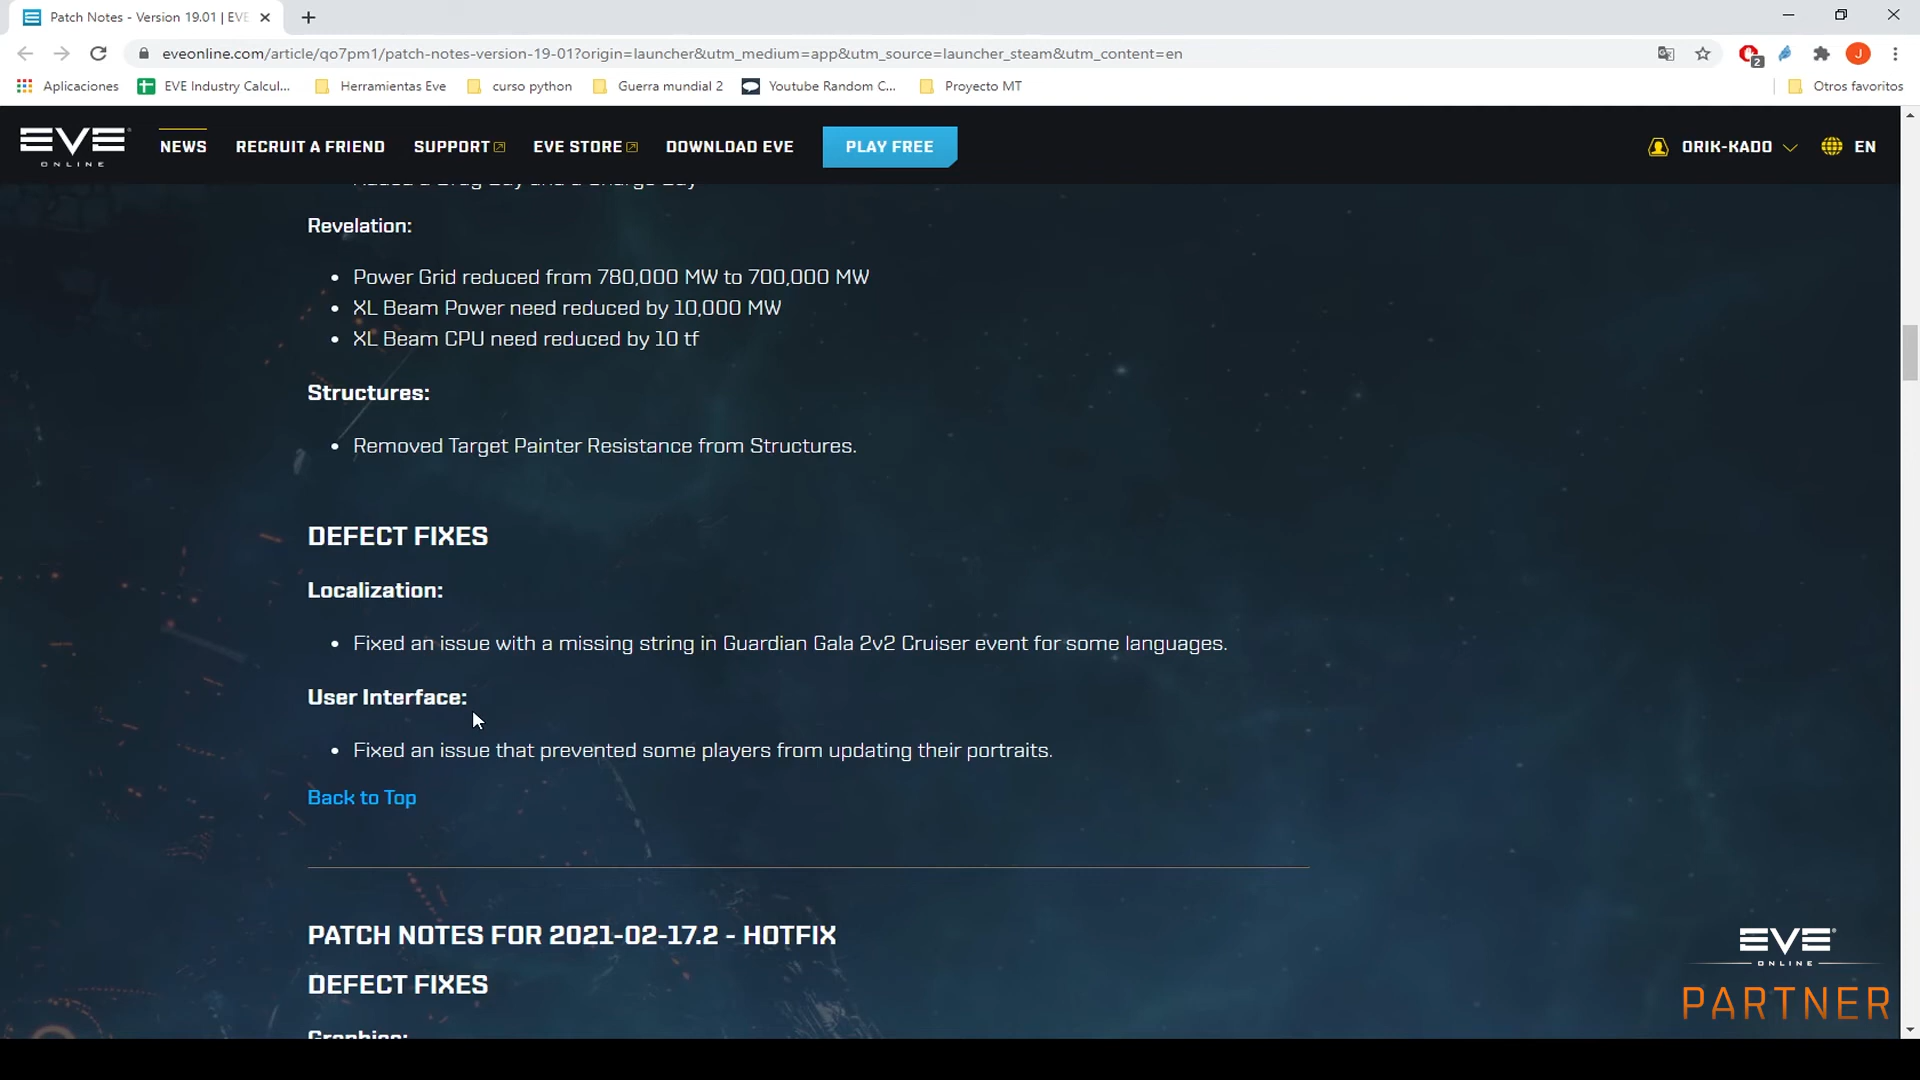 Patch Notes - Version 19.01 | EVE
eveonline.com/article/qo7pm1/patch-notes-version-19-01?origin=launcher&utm_medium=app&utm_source=launcher_steam&utm_content=en
2
J
Aplicaciones
EVE Industry Calcul...
Herramientas Eve
curso python
Guerra mundial 2
Youtube Random C...
Proyecto MT
Otros favoritos
EVE
ONLINE
NEWS
RECRUIT A FRIEND
SUPPORT
EVE STORE
DOWNLOAD EVE
PLAY FREE
ORIK-KADO
EN
Revelation:
• Power Grid reduced from 780,000 MW to 700,000 MW
• XL Beam Power need reduced by 10,000 MW
• XL Beam CPU need reduced by 10 tf
Structures:
• Removed Target Painter Resistance from Structures.
DEFECT FIXES
Localization:
• Fixed an issue with a missing string in Guardian Gala 2v2 Cruiser event for some languages.
User Interface:
• Fixed an issue that prevented some players from updating their portraits.
Back to Top
PATCH NOTES FOR 2021-02-17.2 - HOTFIX
DEFECT FIXES
Graphics:
EVE
ONLINE
PARTNER